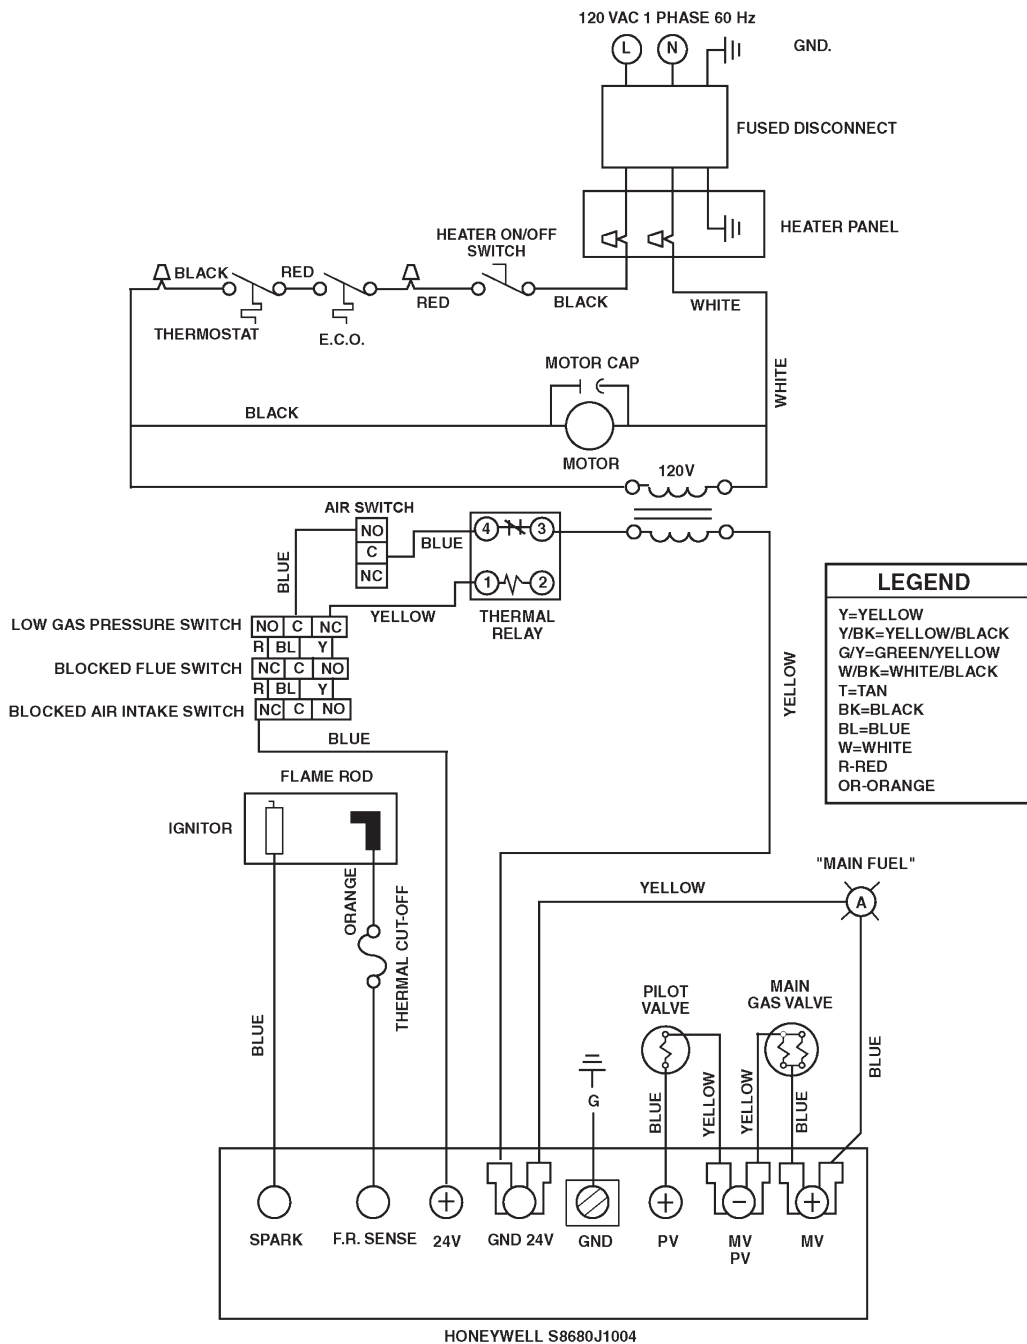 120 VAC 1 PHASE 60 Hz
L
N
GND.
FUSED DISCONNECT
HEATER PANEL
HEATER ON/OFF
SWITCH
BLACK
RED
RED
BLACK
WHITE
THERMOSTAT
E.C.O.
WHITE
MOTOR CAP
BLACK
MOTOR
120V
AIR SWITCH
NO
C
NC
BLUE
4
3
1
2
THERMAL
RELAY
BLUE
YELLOW
LOW GAS PRESSURE SWITCH
NO C NC
R BL Y
BLOCKED FLUE SWITCH
NC C NO
R BL Y
BLOCKED AIR INTAKE SWITCH
NC C NO
BLUE
YELLOW
LEGEND
Y=YELLOW
Y/BK=YELLOW/BLACK
G/Y=GREEN/YELLOW
W/BK=WHITE/BLACK
T=TAN
BK=BLACK
BL=BLUE
W=WHITE
R-RED
OR-ORANGE
FLAME ROD
IGNITOR
ORANGE
THERMAL CUT-OFF
BLUE
"MAIN FUEL"
A
YELLOW
PILOT
VALVE
MAIN
GAS VALVE
BLUE
G
BLUE
YELLOW
YELLOW
BLUE
SPARK
F.R. SENSE
24V
GND 24V
GND
PV
MV
PV
MV
HONEYWELL S8680J1004